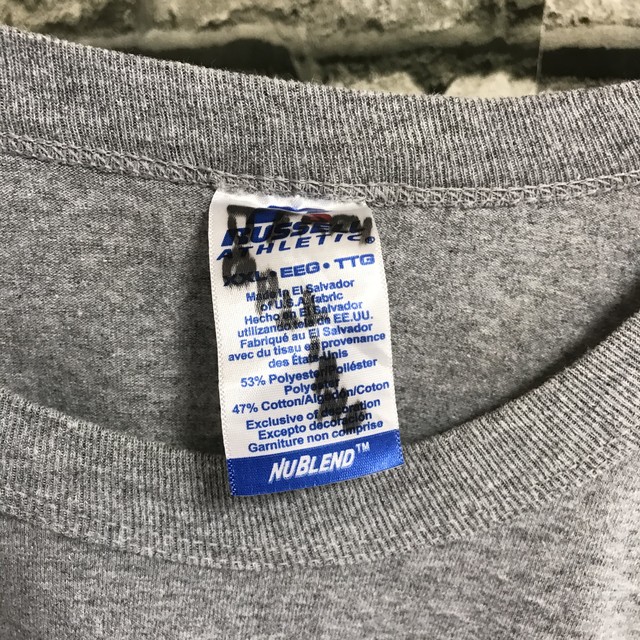 RUSSELL
ATHLETIC®
XXL • EEG • TTG
Made in El Salvador
of U.S.A. fabric
Hecho en El Salvador
utilizando tela de EE.UU.
Fabriqué au El Salvador
avec du tissu en provenance
des États Unis
53% Polyester/Poliéster
Polyester
47% Cotton/Algodón/Coton
Exclusive of decoration
Excepto decoración
Garniture non comprise
NUBLEND™